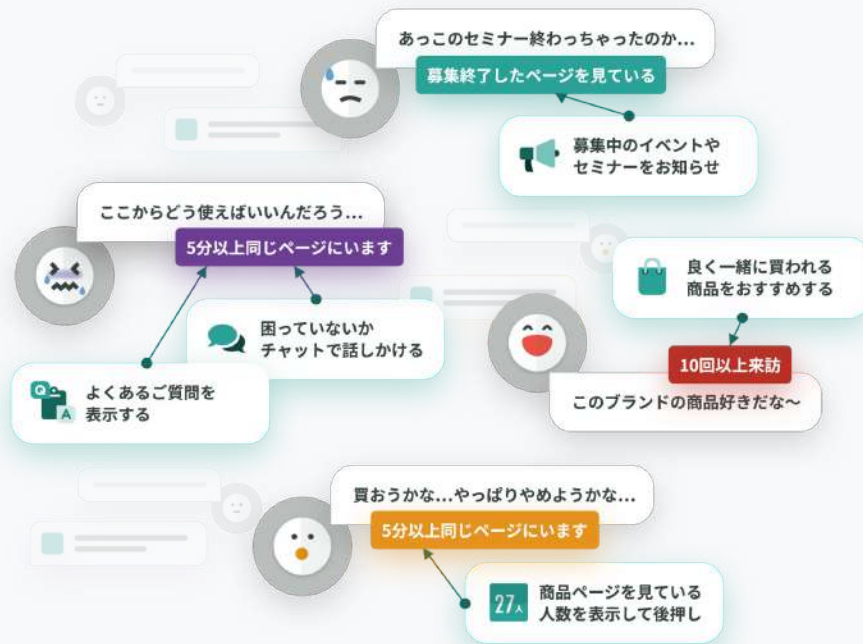 あっこのセミナー終わっちゃったのか...
募集終了したページを見ている
募集中のイベントや
セミナーをお知らせ
ここからどう使えばいいんだろう...
5分以上同じページにいます
困っていないか
チャットで話しかける
Q
A
よくあるご質問を
表示する
良く一緒に買われる
商品をおすすめする
10回以上来訪
このブランドの商品好きだな〜
買おうかな...やっぱりやめようかな...
5分以上同じページにいます
27人
商品ページを見ている
人数を表示して後押し